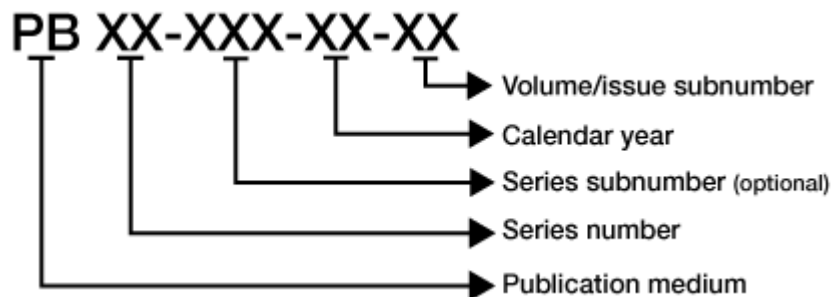 PB XX-XXX-XX-XX
Volume/issue subnumber
Calendar year
Series subnumber (optional)
Series number
Publication medium